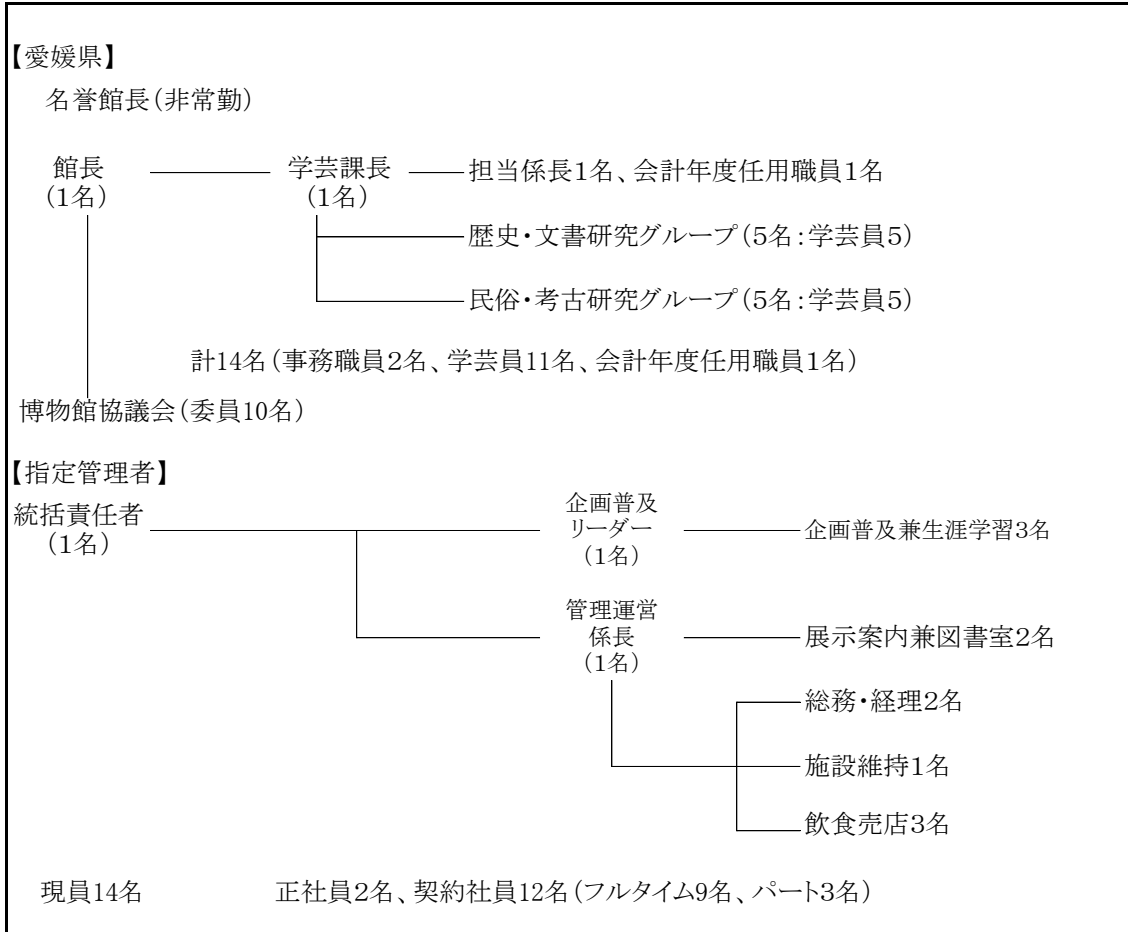 【愛媛県】
名誉館長(非常勤)
館長
(1名)
学芸課長
(1名)
担当係長1名、会計年度任用職員1名
歴史・文書研究グループ(5名:学芸員5)
民俗・考古研究グループ(5名:学芸員5)
計14名(事務職員2名、学芸員11名、会計年度任用職員1名)
博物館協議会(委員10名)
【指定管理者】
統括責任者
(1名)
企画普及
リーダー
(1名)
企画普及兼生涯学習3名
管理運営
係長
(1名)
展示案内兼図書室2名
総務・経理2名
施設維持1名
飲食売店3名
現員14名 正社員2名、契約社員12名(フルタイム9名、パート3名)